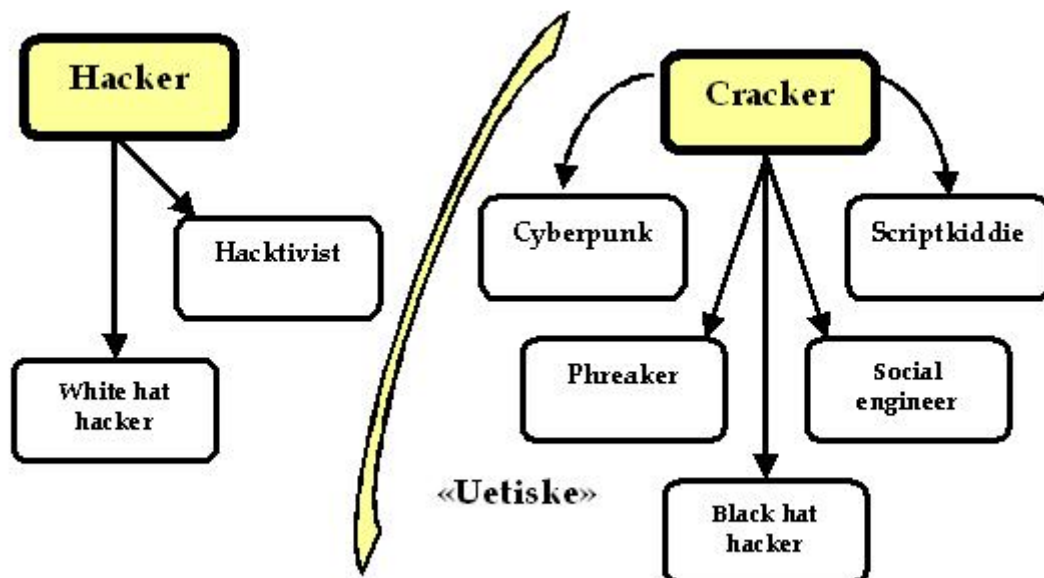 Hacker
Hacktivist
White hat
hacker
Cracker
Cyberpunk
Scriptkiddie
Phreaker
Social
engineer
«Uetiske»
Black hat
hacker